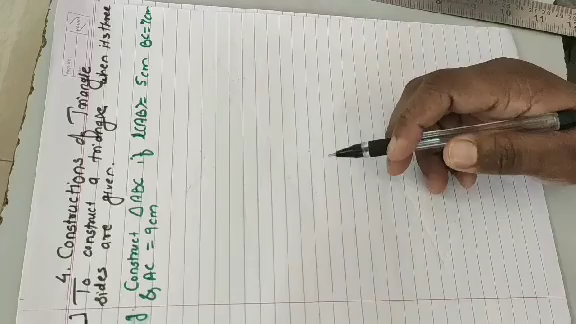 4. Constructions of Triangle
To construct a triangle when its three
sides are given.
Construct △ABC if l(AB)= 5cm BC=7cm
& AC = 9cm